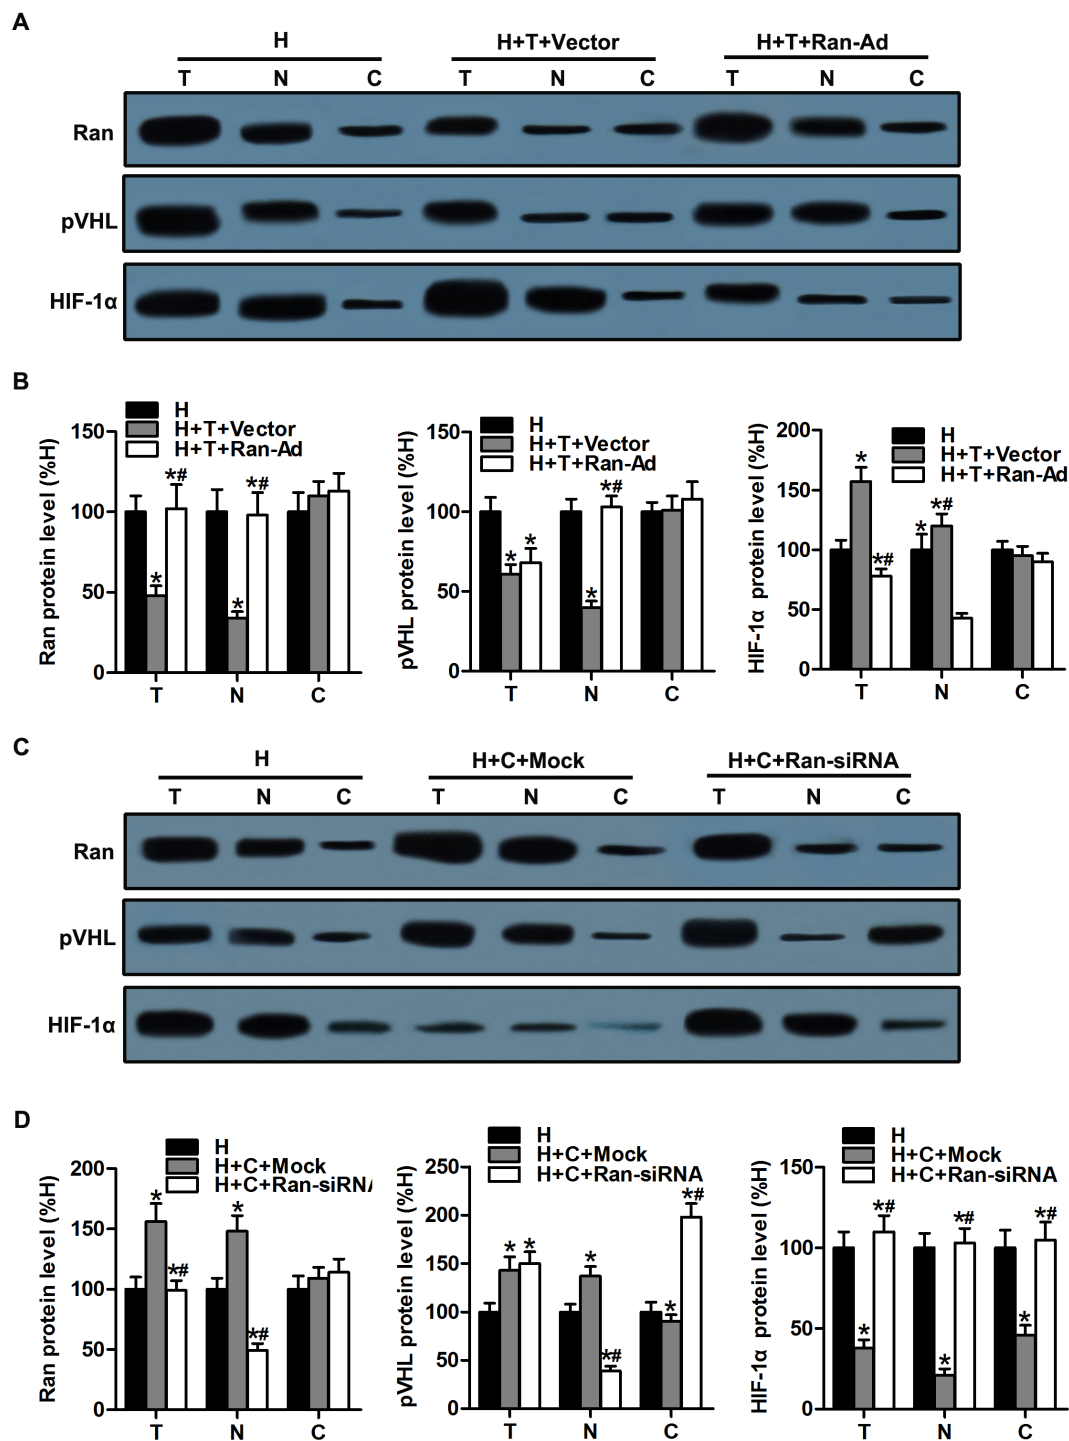 A
H H+T+Vector H+T+Ran-Ad
T N C T N C T N C
Ran
pVHL
HIF-1α
B
Ran protein level (%H)
H
H+T+Vector
H+T+Ran-Ad
150
100
50
0
* *# * *#
T N C
pVHL protein level (%H)
H
H+T+Vector
H+T+Ran-Ad
150
100
50
0
* * * *#
T N C
HIF-1α protein level (%H)
H
H+T+Vector
H+T+Ran-Ad
200
150
100
50
0
* *# * *#
T N C
C
H H+C+Mock H+C+Ran-siRNA
T N C T N C T N C
Ran
pVHL
HIF-1α
D
Ran protein level (%H)
H
H+C+Mock
H+C+Ran-siRNA
200
150
100
50
0
* *# * *#
T N C
pVHL protein level (%H)
H
H+C+Mock
H+C+Ran-siRNA
250
200
150
100
50
0
* * * *# * *#
T N C
HIF-1α protein level (%H)
H
H+C+Mock
H+C+Ran-siRNA
150
100
50
0
* *# * *# * *#
T N C